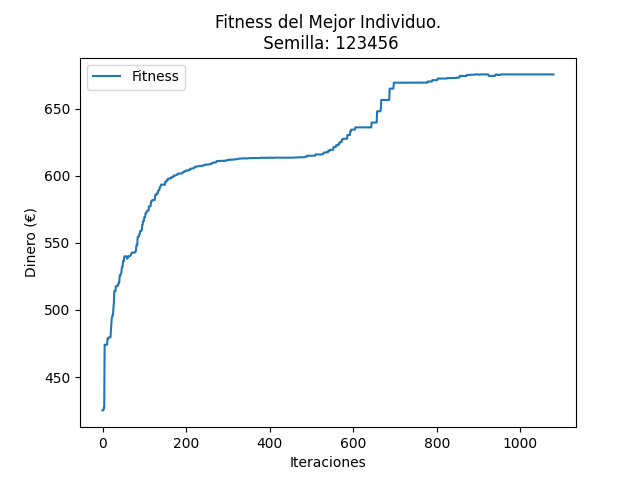 Fitness del Mejor Individuo.
Semilla: 123456
Fitness
650
600
550
500
450
Dinero (€)
0 200 400 600 800 1000
Iteraciones